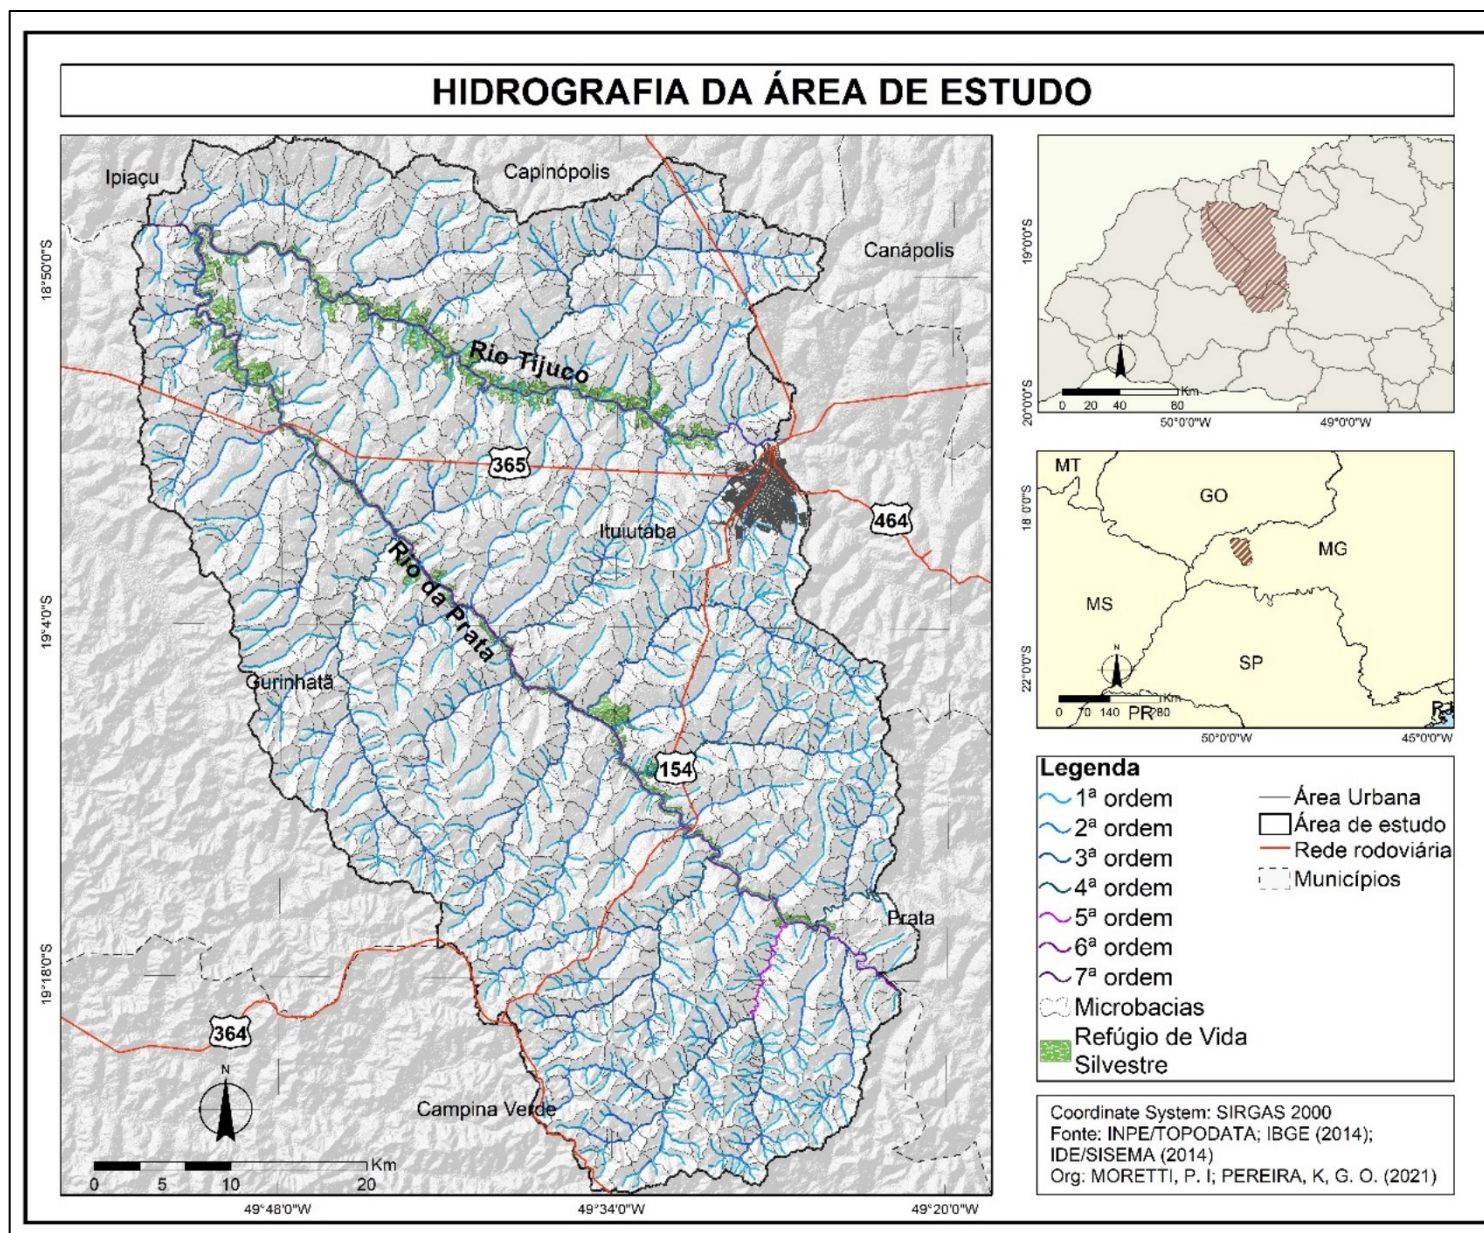 HIDROGRAFIA DA ÁREA DE ESTUDO
Ipiaçu
Capinópolis
Canápolis
Rio Tijuco
365
Ituiutaba
464
Rio da Prata
Gurinhatã
154
Prata
364
Campina Verde
N
Km
0 5 10 20
18°50'0"S
19°4'0"S
19°18'0"S
49°48'0"W
49°34'0"W
49°20'0"W
19°0'0"S
20°0'0"S
N
Km
0 20 40 80
50°0'0"W
49°0'0"W
MT
GO
MG
MS
SP
PR
RJ
18°0'0"S
22°0'0"S
N
Km
0 70 140 280
50°0'0"W
45°0'0"W
Legenda
1ª ordem
2ª ordem
3ª ordem
4ª ordem
5ª ordem
6ª ordem
7ª ordem
Microbacias
Refúgio de Vida
Silvestre
Área Urbana
Área de estudo
Rede rodoviária
Municípios
Coordinate System: SIRGAS 2000
Fonte: INPE/TOPODATA; IBGE (2014);
IDE/SISEMA (2014)
Org: MORETTI, P. I; PEREIRA, K, G. O. (2021)